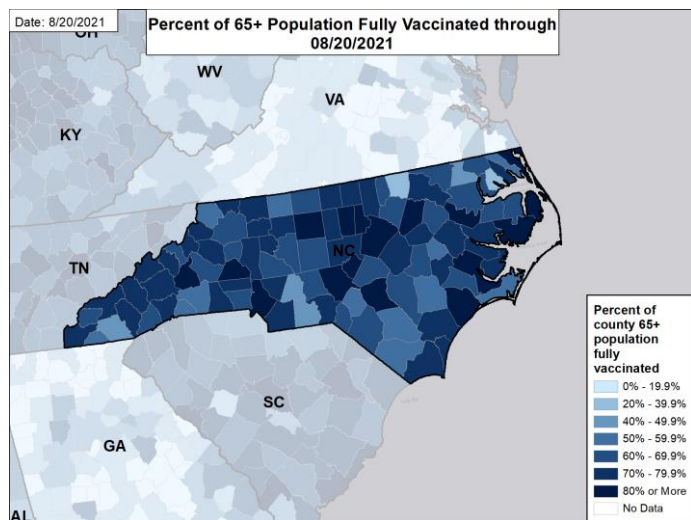 Date: 8/20/2021
Percent of 65+ Population Fully Vaccinated through
08/20/2021
OH
WV
VA
KY
NC
TN
SC
GA
AL
Percent of
county 65+
population
fully
vaccinated
0% - 19.9%
20% - 39.9%
40% - 49.9%
50% - 59.9%
60% - 69.9%
70% - 79.9%
80% or More
No Data